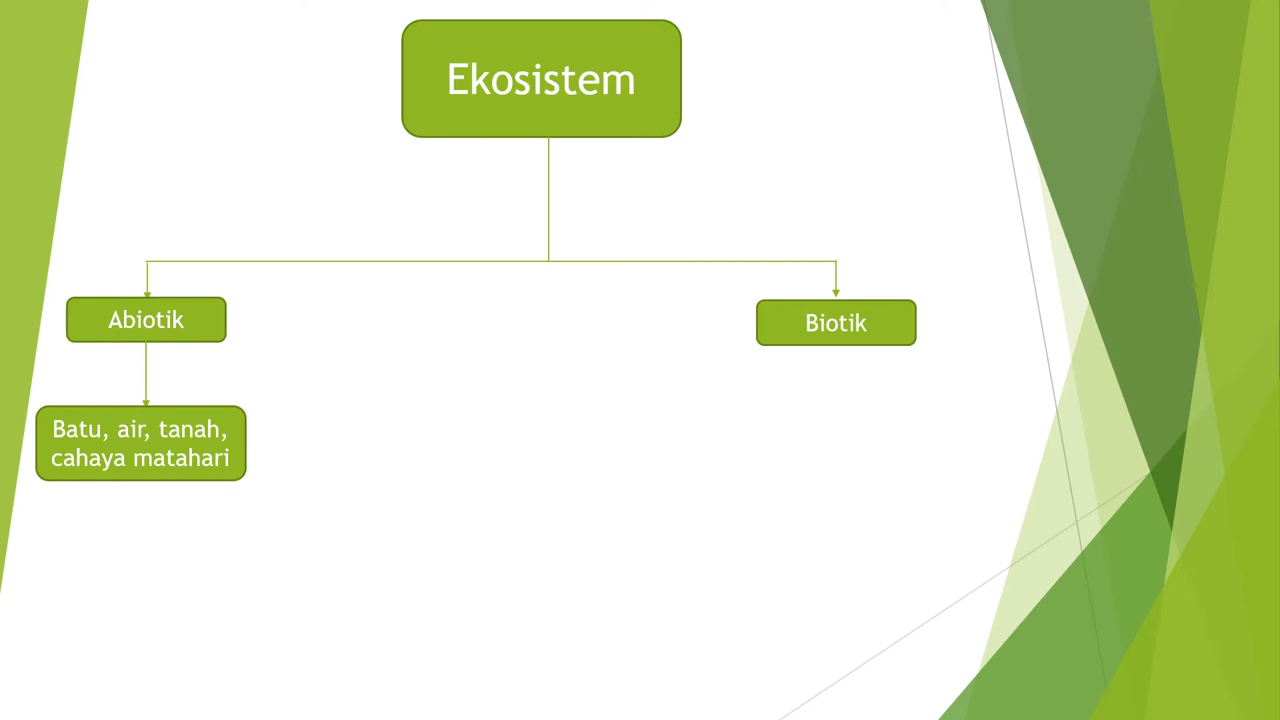 Ekosistem
Abiotik
Biotik
Batu, air, tanah,
cahaya matahari